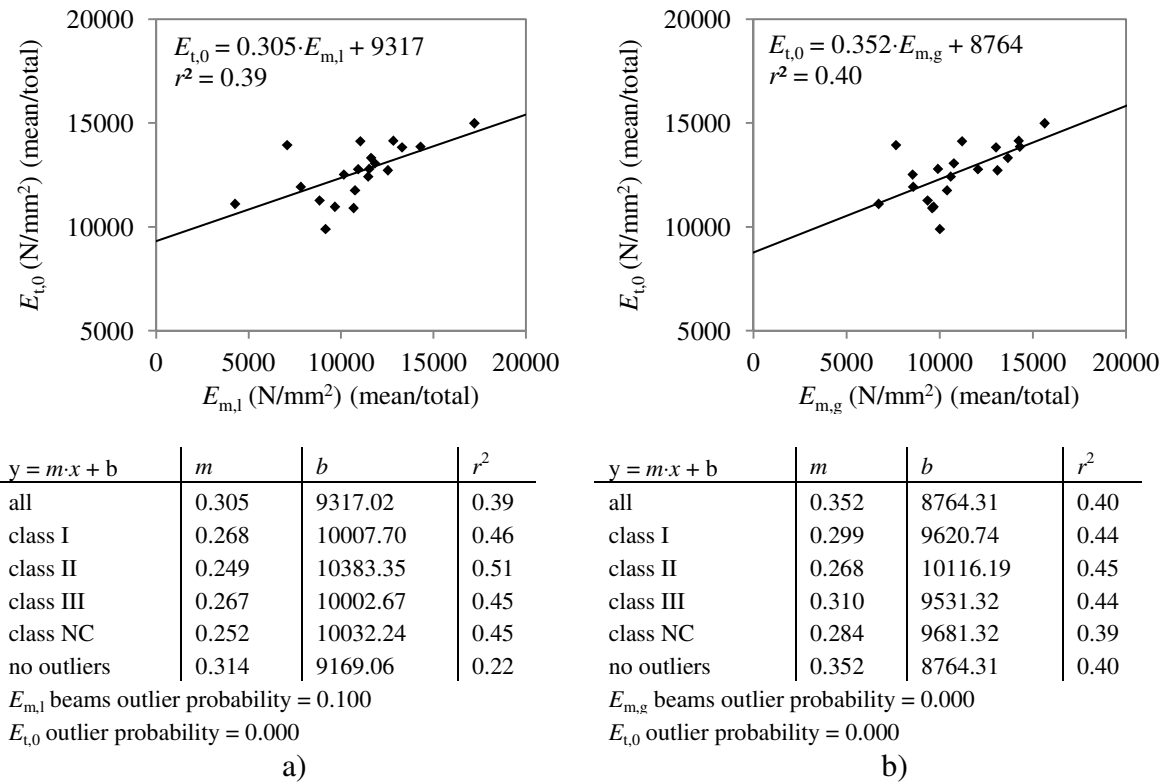 20000
15000
10000
5000
E_t,0 (N/mm²) (mean/total)
E_t,0 = 0.305·E_m,l + 9317
r² = 0.39
0 5000 10000 15000 20000
E_m,l (N/mm²) (mean/total)
20000
15000
10000
5000
E_t,0 (N/mm²) (mean/total)
E_t,0 = 0.352·E_m,g + 8764
r² = 0.40
0 5000 10000 15000 20000
E_m,g (N/mm²) (mean/total)
y = m·x + b m b r²
all 0.305 9317.02 0.39
class I 0.268 10007.70 0.46
class II 0.249 10383.35 0.51
class III 0.267 10002.67 0.45
class NC 0.252 10032.24 0.45
no outliers 0.314 9169.06 0.22
E_m,l beams outlier probability = 0.100
E_t,0 outlier probability = 0.000
a)
y = m·x + b m b r²
all 0.352 8764.31 0.40
class I 0.299 9620.74 0.44
class II 0.268 10116.19 0.45
class III 0.310 9531.32 0.44
class NC 0.284 9681.32 0.39
no outliers 0.352 8764.31 0.40
E_m,g beams outlier probability = 0.000
E_t,0 outlier probability = 0.000
b)